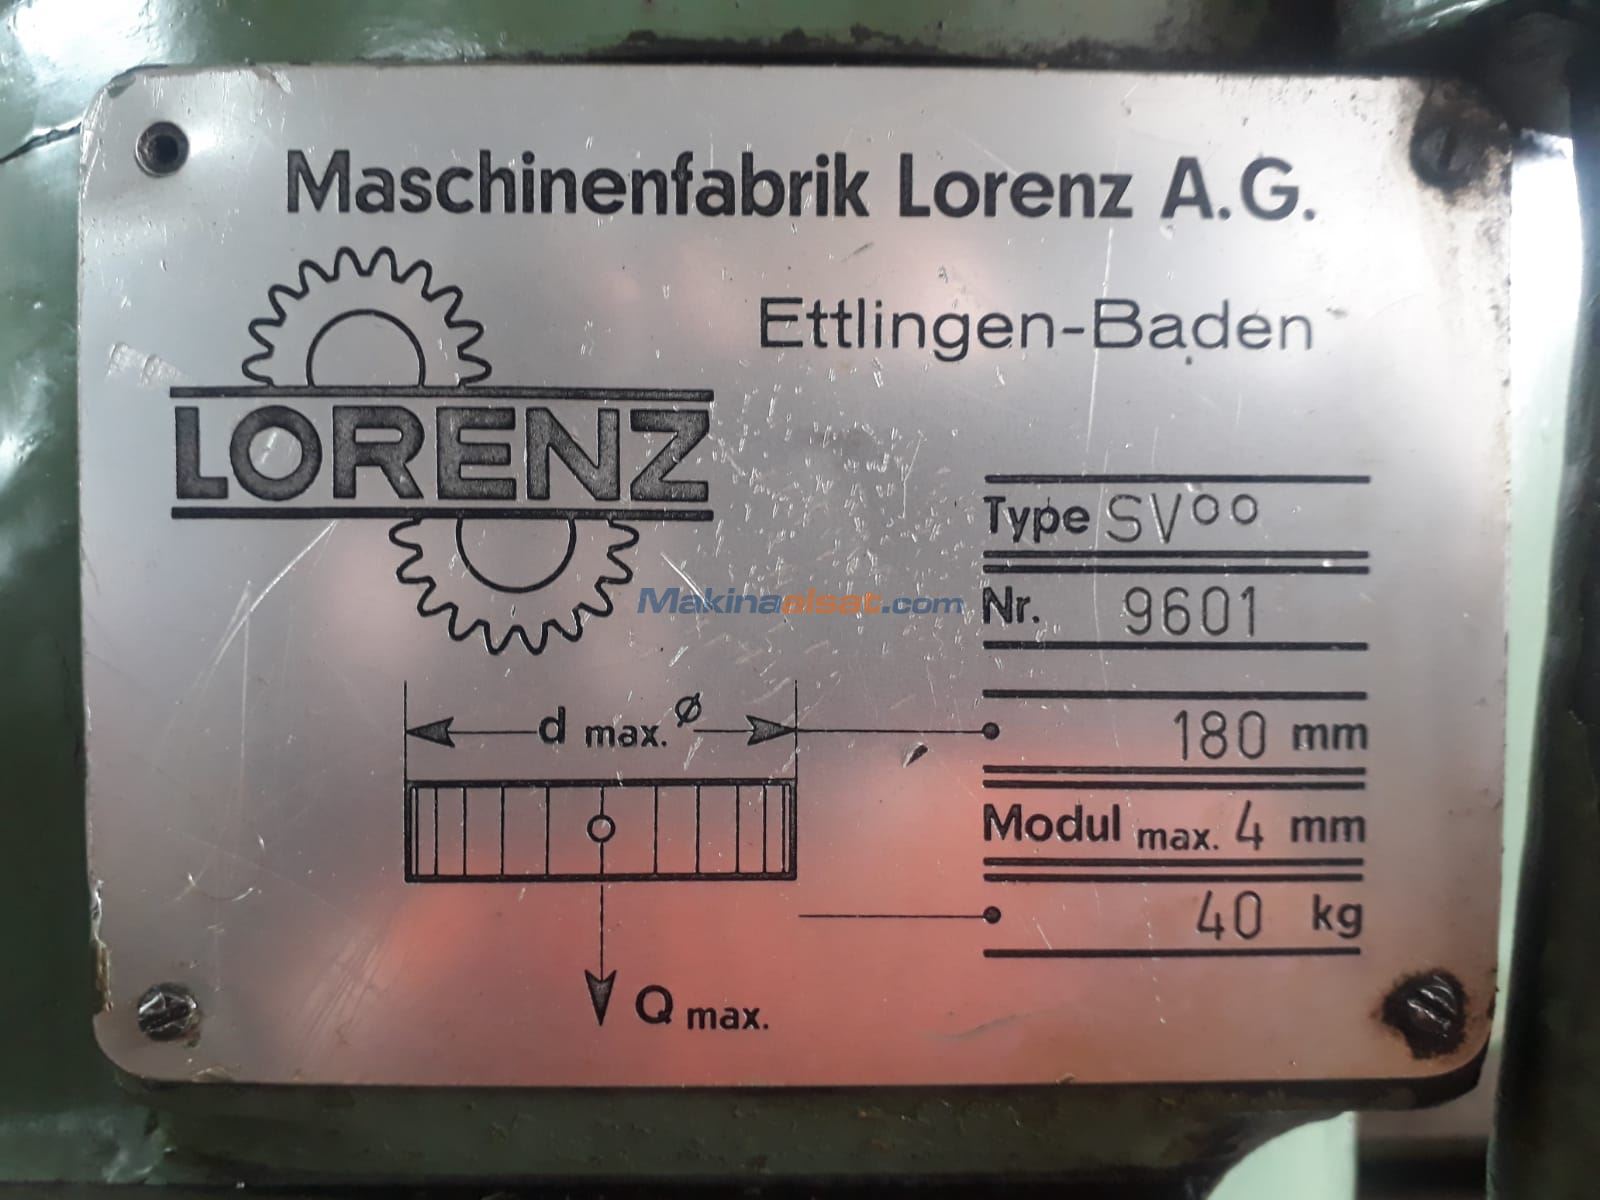 Maschinenfabrik Lorenz A.G.
Ettlingen-Baden
LORENZ
Type SV°°
Makinaalsat.com
Nr. 9601
d max. ø
180 mm
Modul max. 4 mm
40 kg
Q max.